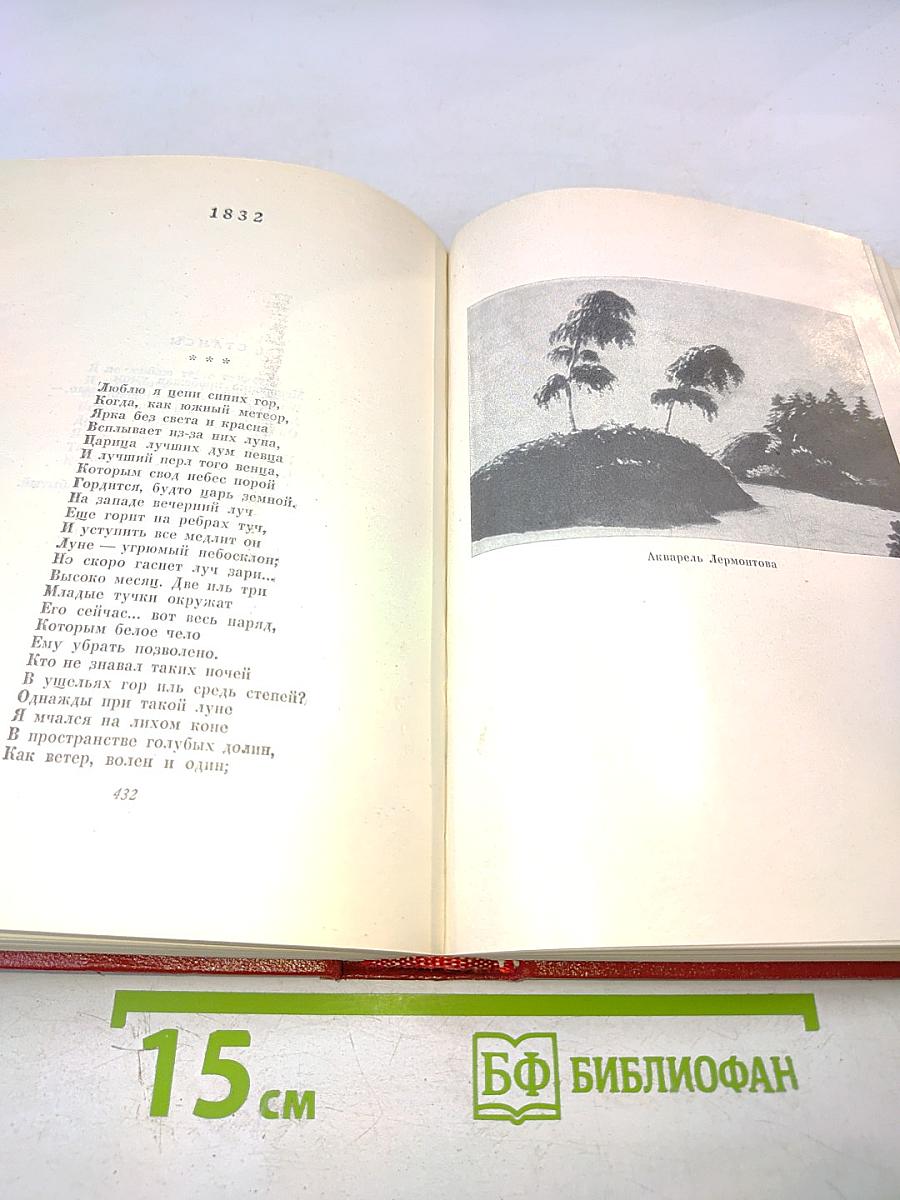 1832
* * *
Люблю я цепи синих гор,
Когда, как южный метеор,
Ярка без света и красна
Всплывает из-за них луна,
Царица лучших дум певца
И лучший перл того венца,
Которым свод небес порой
Гордится, будто царь земной.
На западе вечерний луч
Еще горит на ребрах туч,
И уступить все медлит он
Луне — угрюмый небосклон;
Но скоро гаснет луч зари...
Высоко месяц. Две иль три
Младые тучки окружат
Его сейчас... вот весь наряд,
Которым белое чело
Ему убрать позволено.
Кто не знавал таких ночей
В ущельях гор иль средь степей?
Однажды при такой луне
Я мчался на лихом коне
В пространстве голубых долин,
Как ветер, волен и один;
432
Акварель Лермонтова
15 см
БФ БИБЛИОФАН